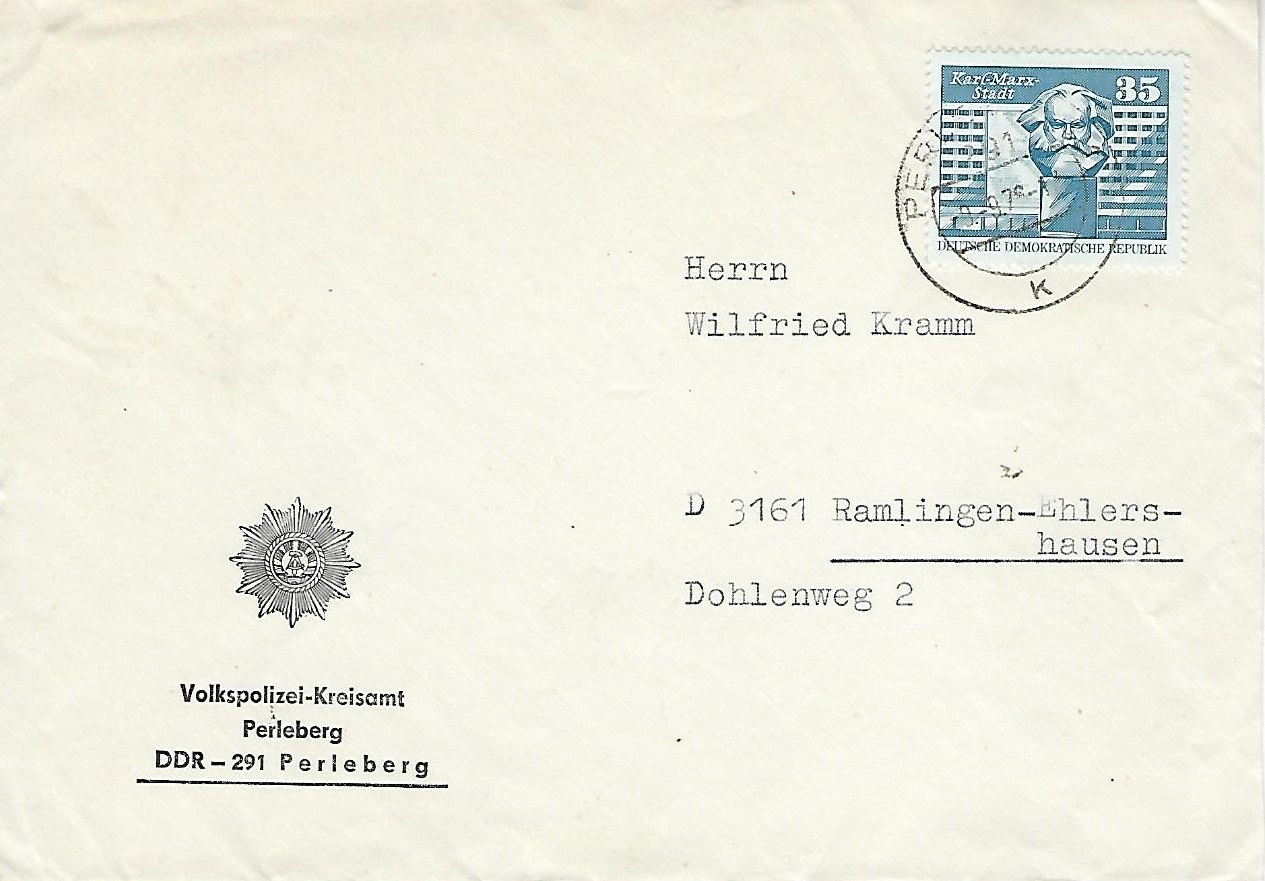 Karl-Marx-
Stadt
35
DEUTSCHE DEMOKRATISCHE REPUBLIK
k
Herrn
Wilfried Kramm
D 3161 Ramlingen-Ehlers-
hausen
Dohlenweg 2
Volkspolizei-Kreisamt
Perleberg
DDR – 291 Perleberg